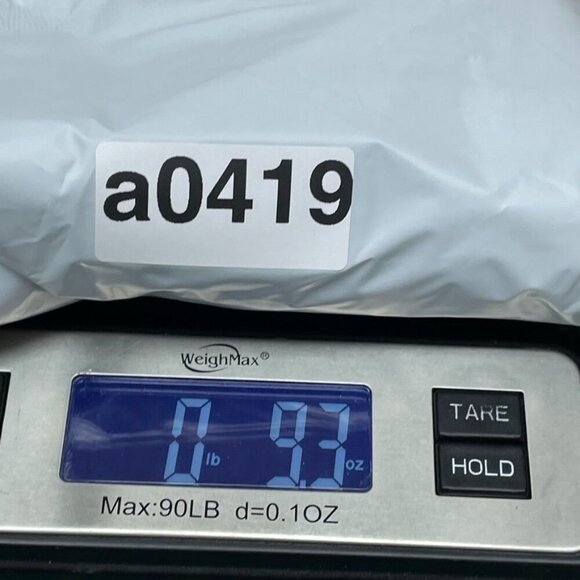 a0419
WeighMax®
0 lb 9.3 oz
TARE
HOLD
Max:90LB d=0.1OZ